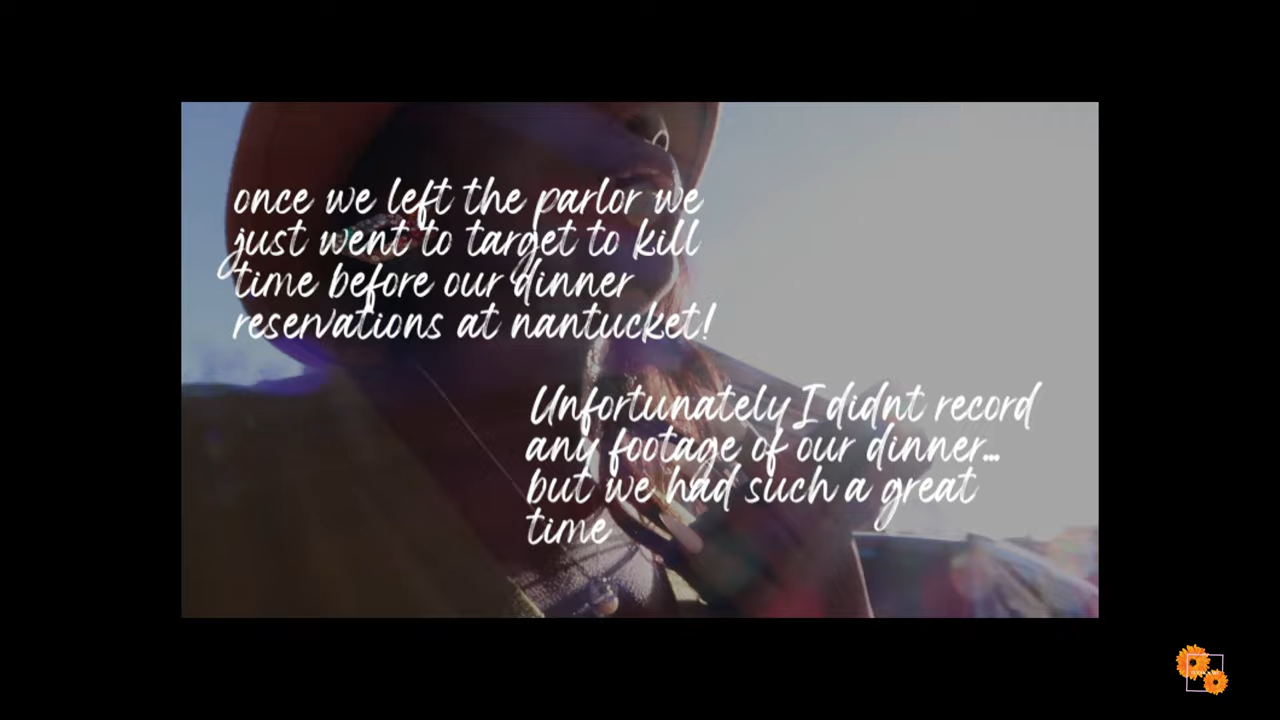 once we left the parlor we
just went to target to kill
time before our dinner
reservations at nantucket!
Unfortunately I didnt record
any footage of our dinner...
but we had such a great
time